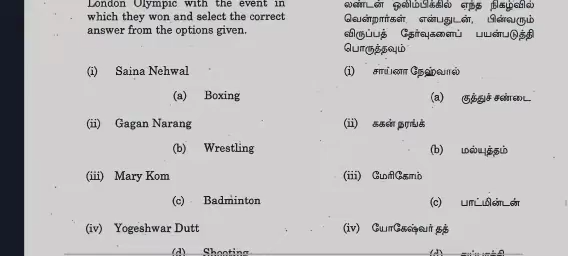 London Olympic with the event in
which they won and select the correct
answer from the options given.
(i) Saina Nehwal
(a) Boxing
(ii) Gagan Narang
(b) Wrestling
(iii) Mary Kom
(c) Badminton
(iv) Yogeshwar Dutt
(d) Shooting
லண்டன் ஒலிம்பிக்கில் எந்த நிகழ்வில்
வென்றார்கள் என்பதுடன், பின்வரும்
விருப்பத் தேர்வுகளைப் பயன்படுத்தி
பொருத்தவும்
(i) சாய்னா நேஹ்வால்
(a) குத்துச் சண்டை
(ii) ககன் நரங்க்
(b) மல்யுத்தம்
(iii) மேரிகோம்
(c) பாட்மின்டன்
(iv) யோகேஷ்வர் தத்
(d)